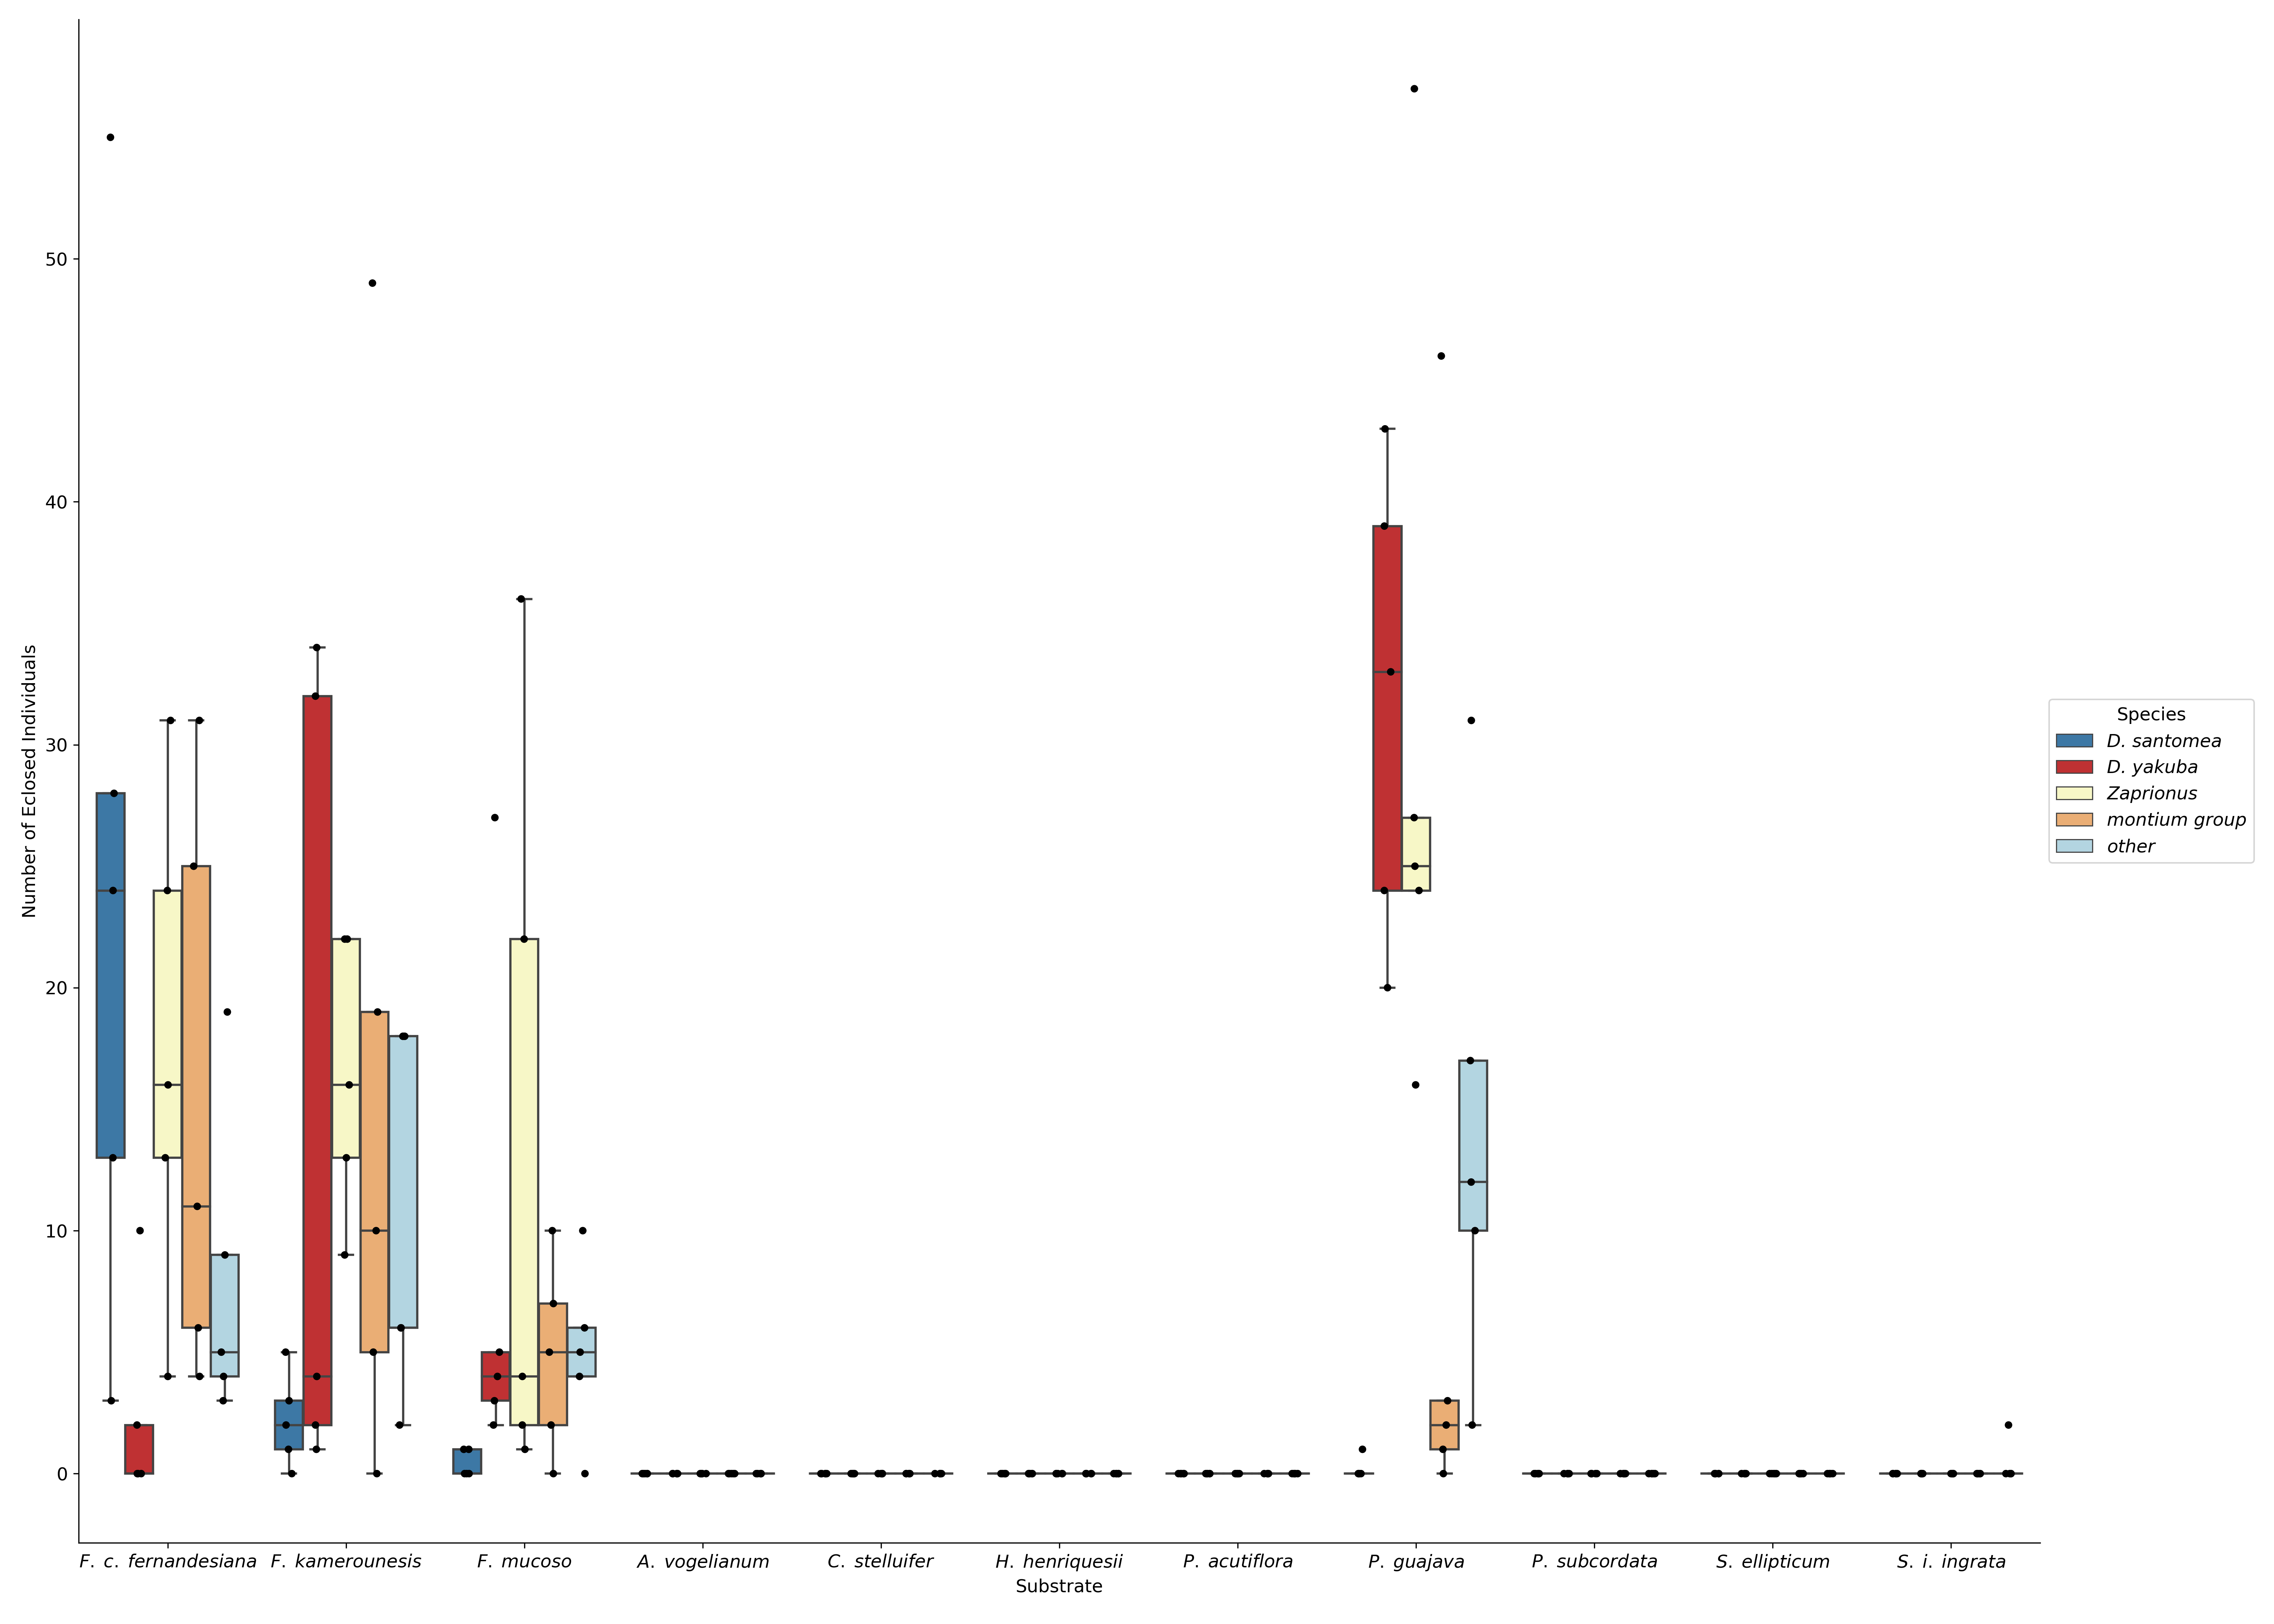 Number of Eclosed Individuals
50
40
30
20
10
0
F. c. fernandesiana F. kamerounesis F. mucoso A. vogelianum C. stelluifer H. henriquesii P. acutiflora P. guajava P. subcordata S. ellipticum S. i. ingrata
Substrate
Species
D. santomea
D. yakuba
Zaprionus
montium group
other